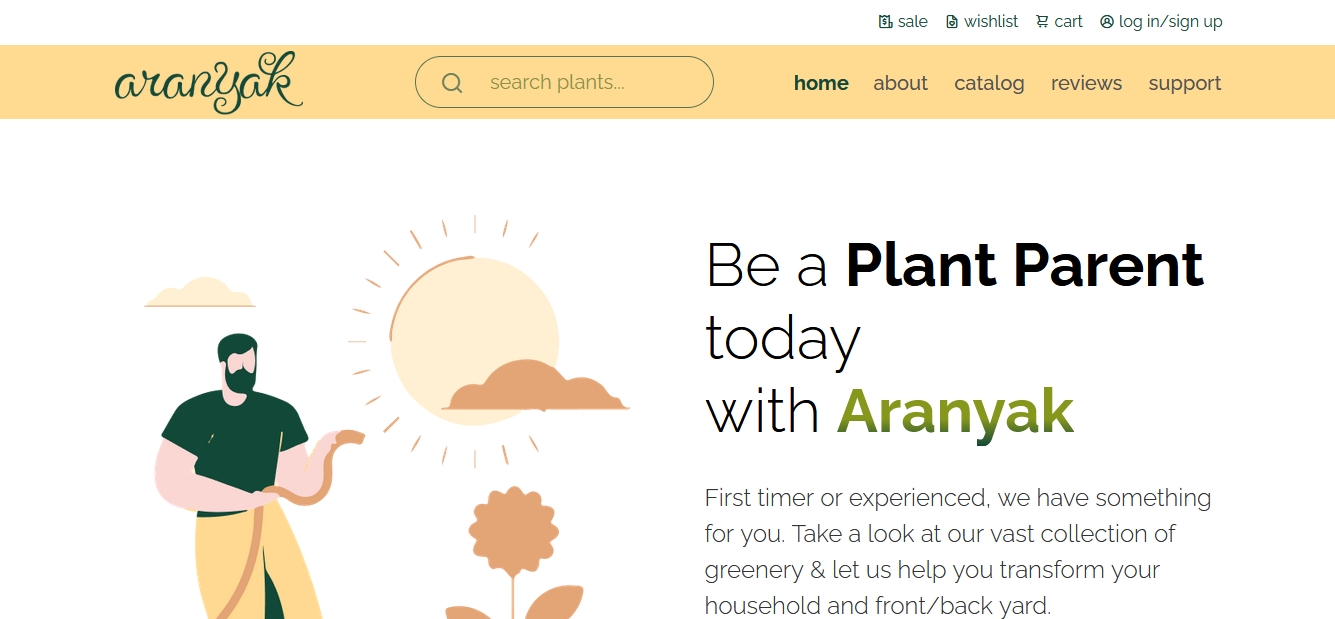 sale wishlist cart log in/sign up
aranyak search plants... home about catalog reviews support
Be a Plant Parent
today
with Aranyak
First timer or experienced, we have something
for you. Take a look at our vast collection of
greenery & let us help you transform your
household and front/back yard.